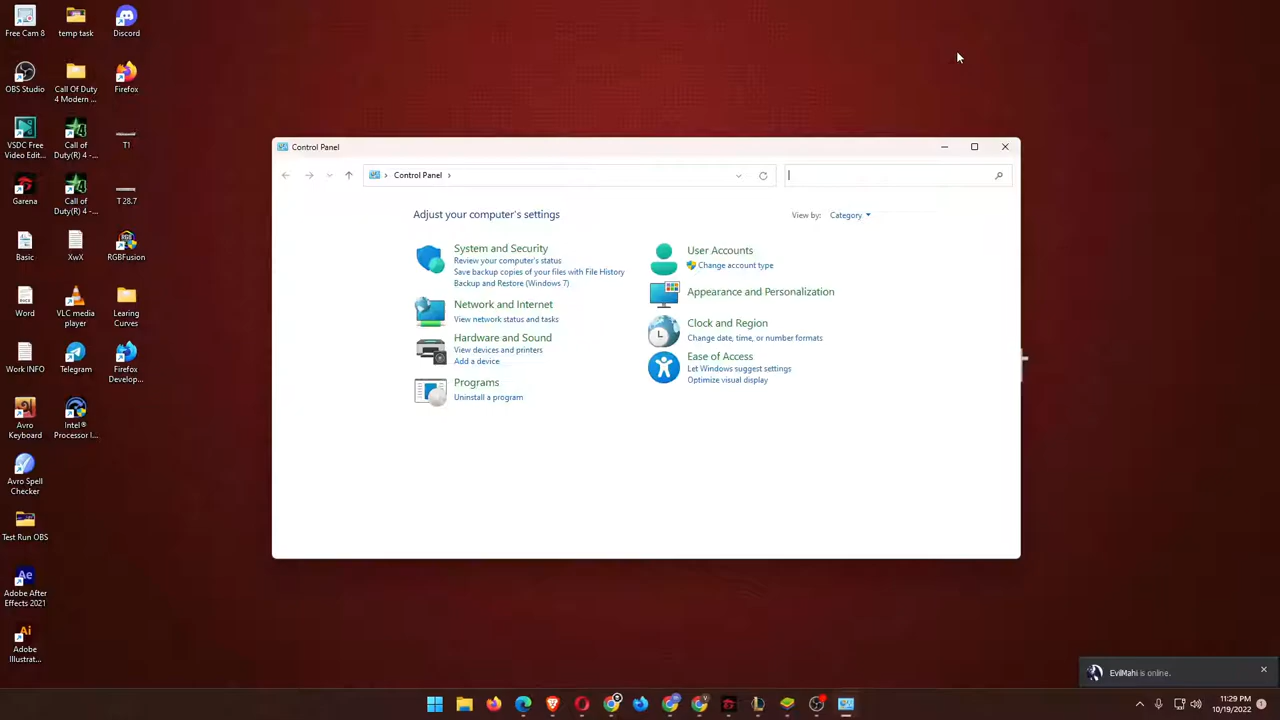 Free Cam 8
temp task
Discord
OBS Studio
Call Of Duty
4 Modern ...
Firefox
VSDC Free
Video Edit...
Call of
Duty(R) 4 -...
T1
Garena
Call of
Duty(R) 4 -...
T 28.7
Basic
XwX
RGBFusion
Word
VLC media
player
Learing
Curves
Work INFO
Telegram
Firefox
Develop...
Avro
Keyboard
Intel®
Processor I...
Avro Spell
Checker
Test Run OBS
Adobe After
Effects 2021
Adobe
Illustrat...
Control Panel
Control Panel
Adjust your computer's settings
View by: Category
System and Security
Review your computer's status
Save backup copies of your files with File History
Backup and Restore (Windows 7)
Network and Internet
View network status and tasks
Hardware and Sound
View devices and printers
Add a device
Programs
Uninstall a program
User Accounts
Change account type
Appearance and Personalization
Clock and Region
Change date, time, or number formats
Ease of Access
Let Windows suggest settings
Optimize visual display
EvilMahi is online.
11:29 PM
10/19/2022